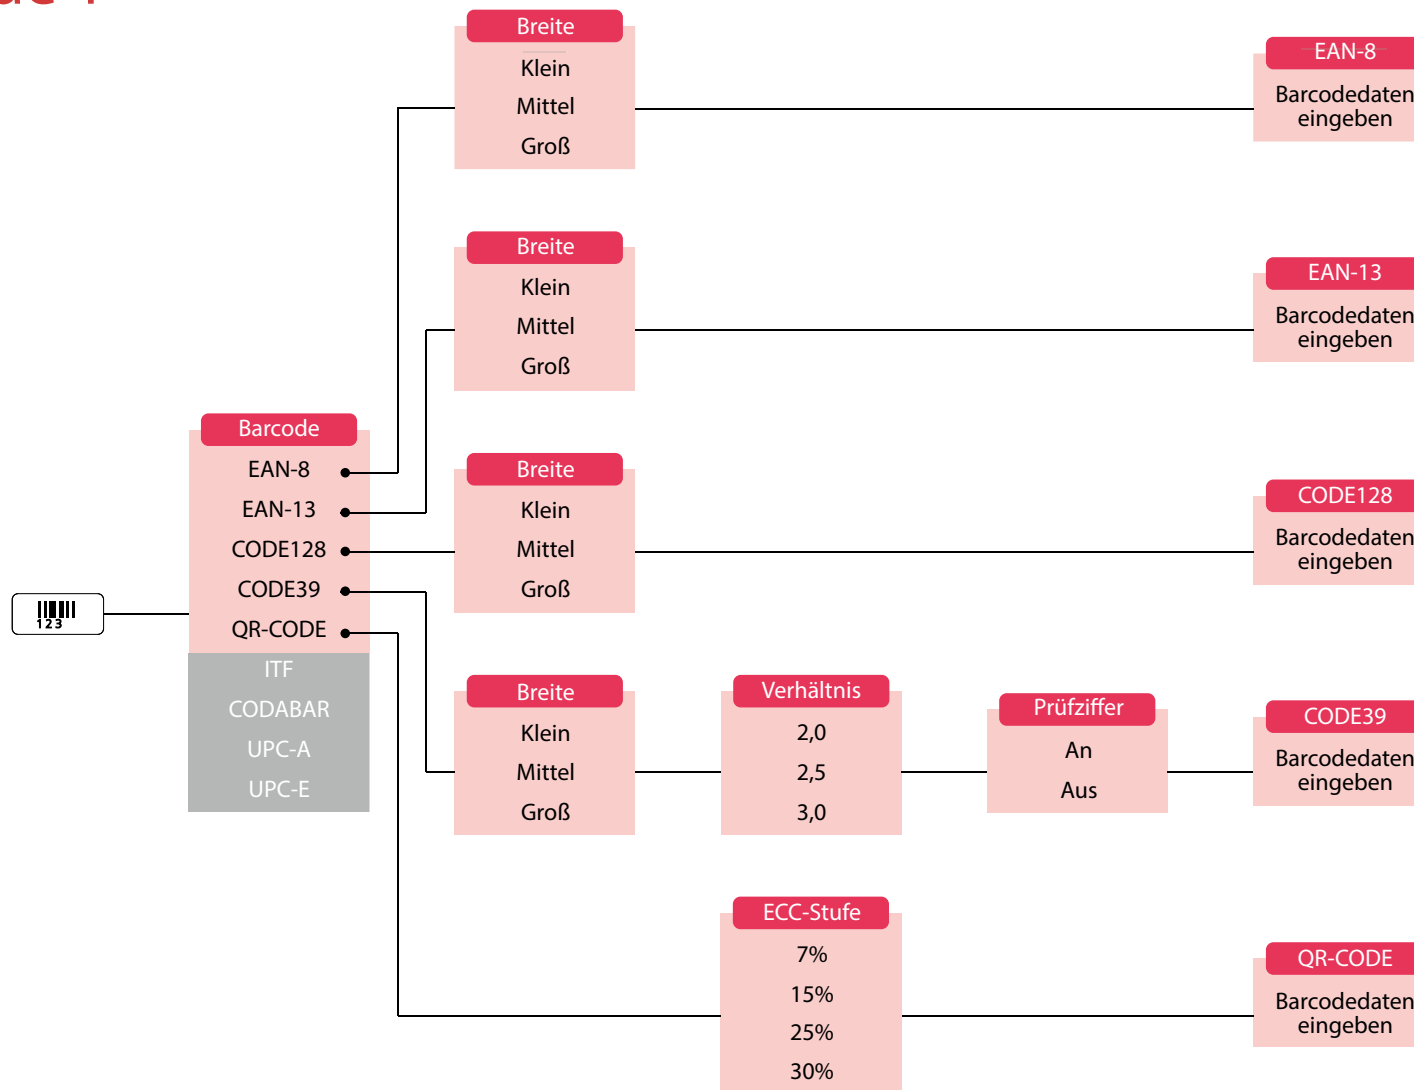 Breite
Klein
Mittel
Groß
EAN-8
Barcodedaten
eingeben
Breite
Klein
Mittel
Groß
EAN-13
Barcodedaten
eingeben
Barcode
EAN-8
EAN-13
CODE128
CODE39
QR-CODE
ITF
CODABAR
UPC-A
UPC-E
123
Breite
Klein
Mittel
Groß
CODE128
Barcodedaten
eingeben
Breite
Klein
Mittel
Groß
Verhältnis
2,0
2,5
3,0
Prüfziffer
An
Aus
CODE39
Barcodedaten
eingeben
ECC-Stufe
7%
15%
25%
30%
QR-CODE
Barcodedaten
eingeben